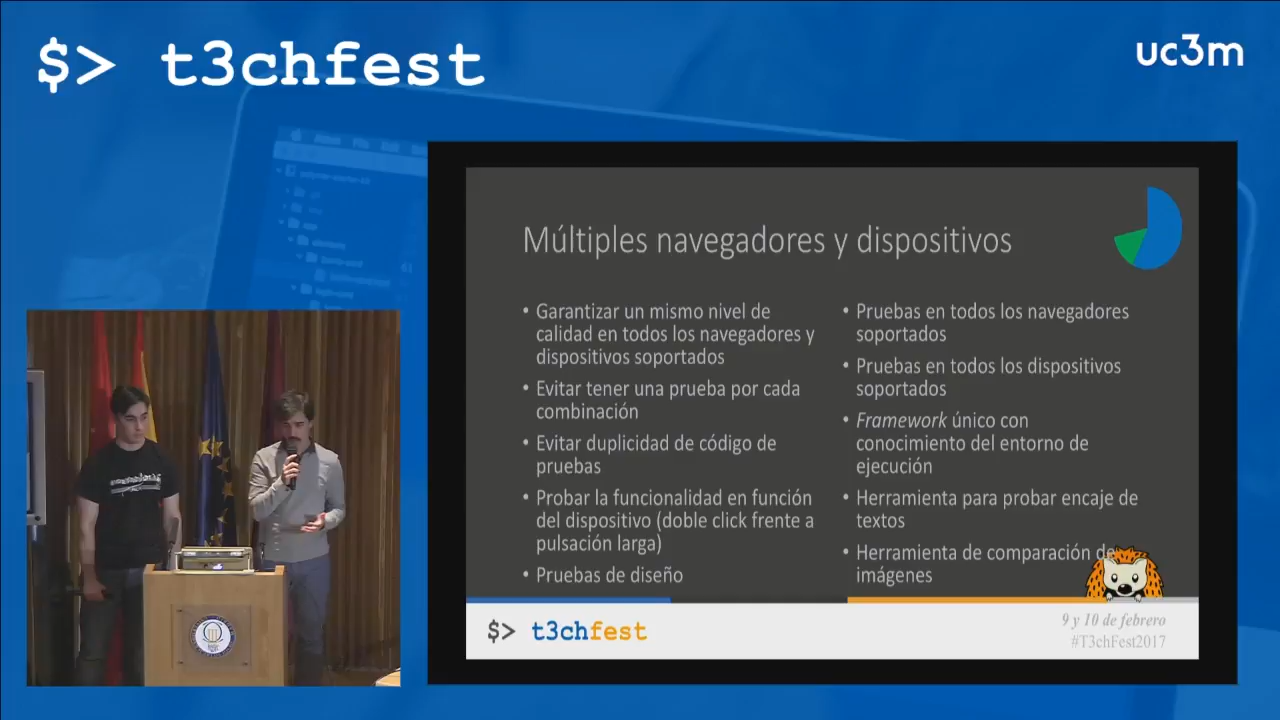 $> t3chfest
uc3m
Múltiples navegadores y dispositivos
• Garantizar un mismo nivel de
calidad en todos los navegadores y
dispositivos soportados
• Evitar tener una prueba por cada
combinación
• Evitar duplicidad de código de
pruebas
• Probar la funcionalidad en función
del dispositivo (doble click frente a
pulsación larga)
• Pruebas de diseño
• Pruebas en todos los navegadores
soportados
• Pruebas en todos los dispositivos
soportados
• Framework único con
conocimiento del entorno de
ejecución
• Herramienta para probar encaje de
textos
• Herramienta de comparación de
imágenes
$> t3chfest
9 y 10 de febrero
#T3chFest2017